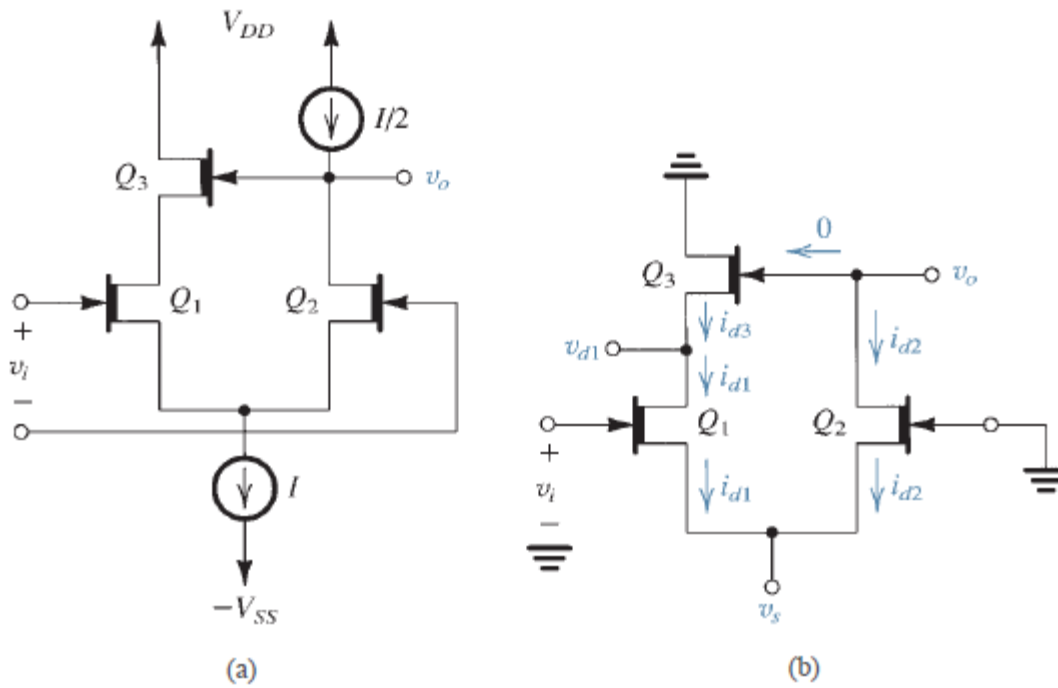 V_DD
I/2
Q_3
v_o
Q_1
Q_2
+
v_i
−
I
−V_SS
(a)
0
Q_3
v_o
i_d3
v_d1
i_d2
i_d1
Q_1
Q_2
+
v_i
−
i_d1
i_d2
v_s
(b)